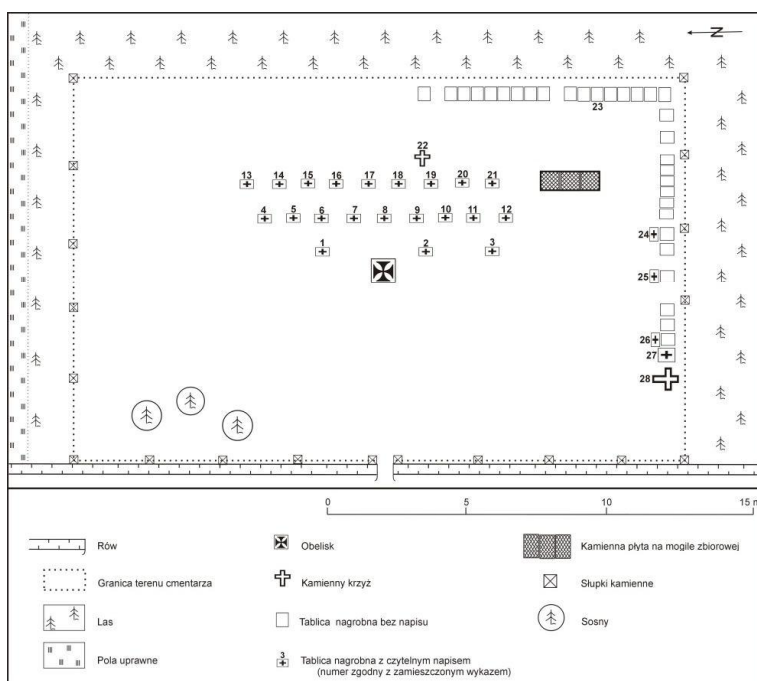 N
23
22
13 14 15 16 17 18 19 20 21
4 5 6 7 8 9 10 11 12
24
1 2 3
25
26
27
28
0 5 10 15 m
Rów
Obelisk
Kamienna płyta na mogile zbiorowej
Granica terenu cmentarza
Kamienny krzyż
Słupki kamienne
Las
Tablica nagrobna bez napisu
Sosny
Pola uprawne
3
Tablica nagrobna z czytelnym napisem
(numer zgodny z zamieszczonym wykazem)